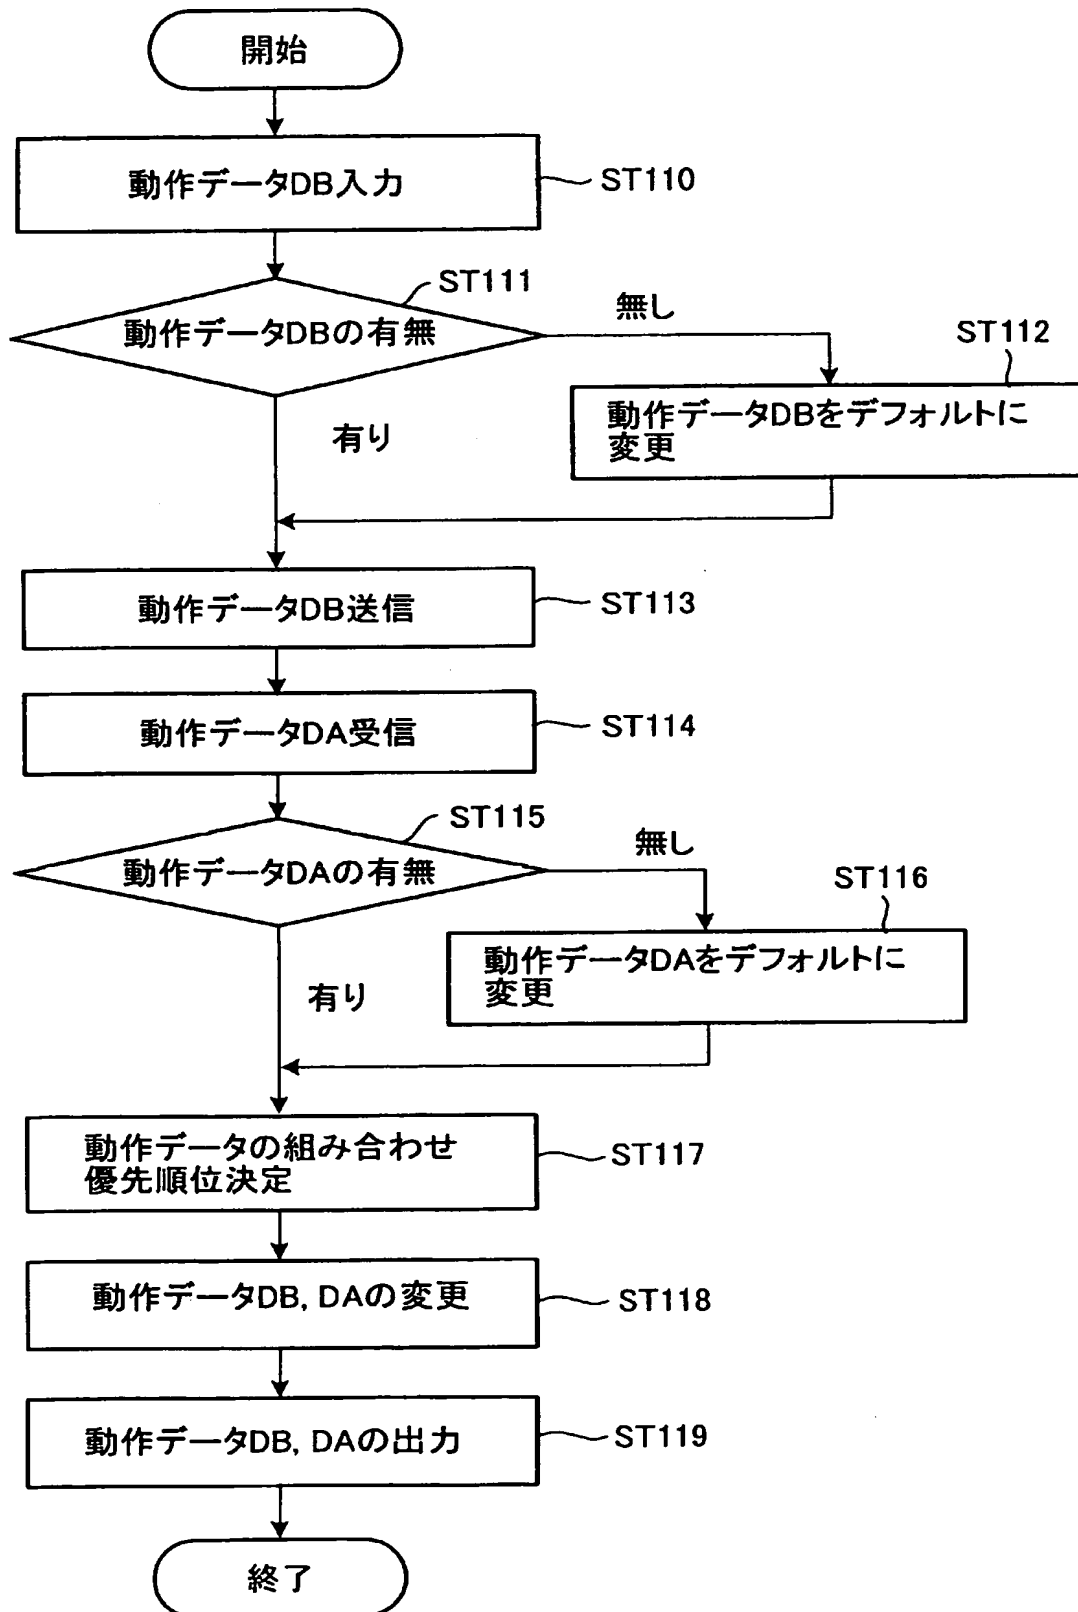 開始
動作データDB入力
ST110
ST111
動作データDBの有無
無し
ST112
動作データDBをデフォルトに
変更
有り
動作データDB送信
ST113
動作データDA受信
ST114
ST115
動作データDAの有無
無し
ST116
動作データDAをデフォルトに
変更
有り
動作データの組み合わせ
優先順位決定
ST117
動作データDB, DAの変更
ST118
動作データDB, DAの出力
ST119
終了